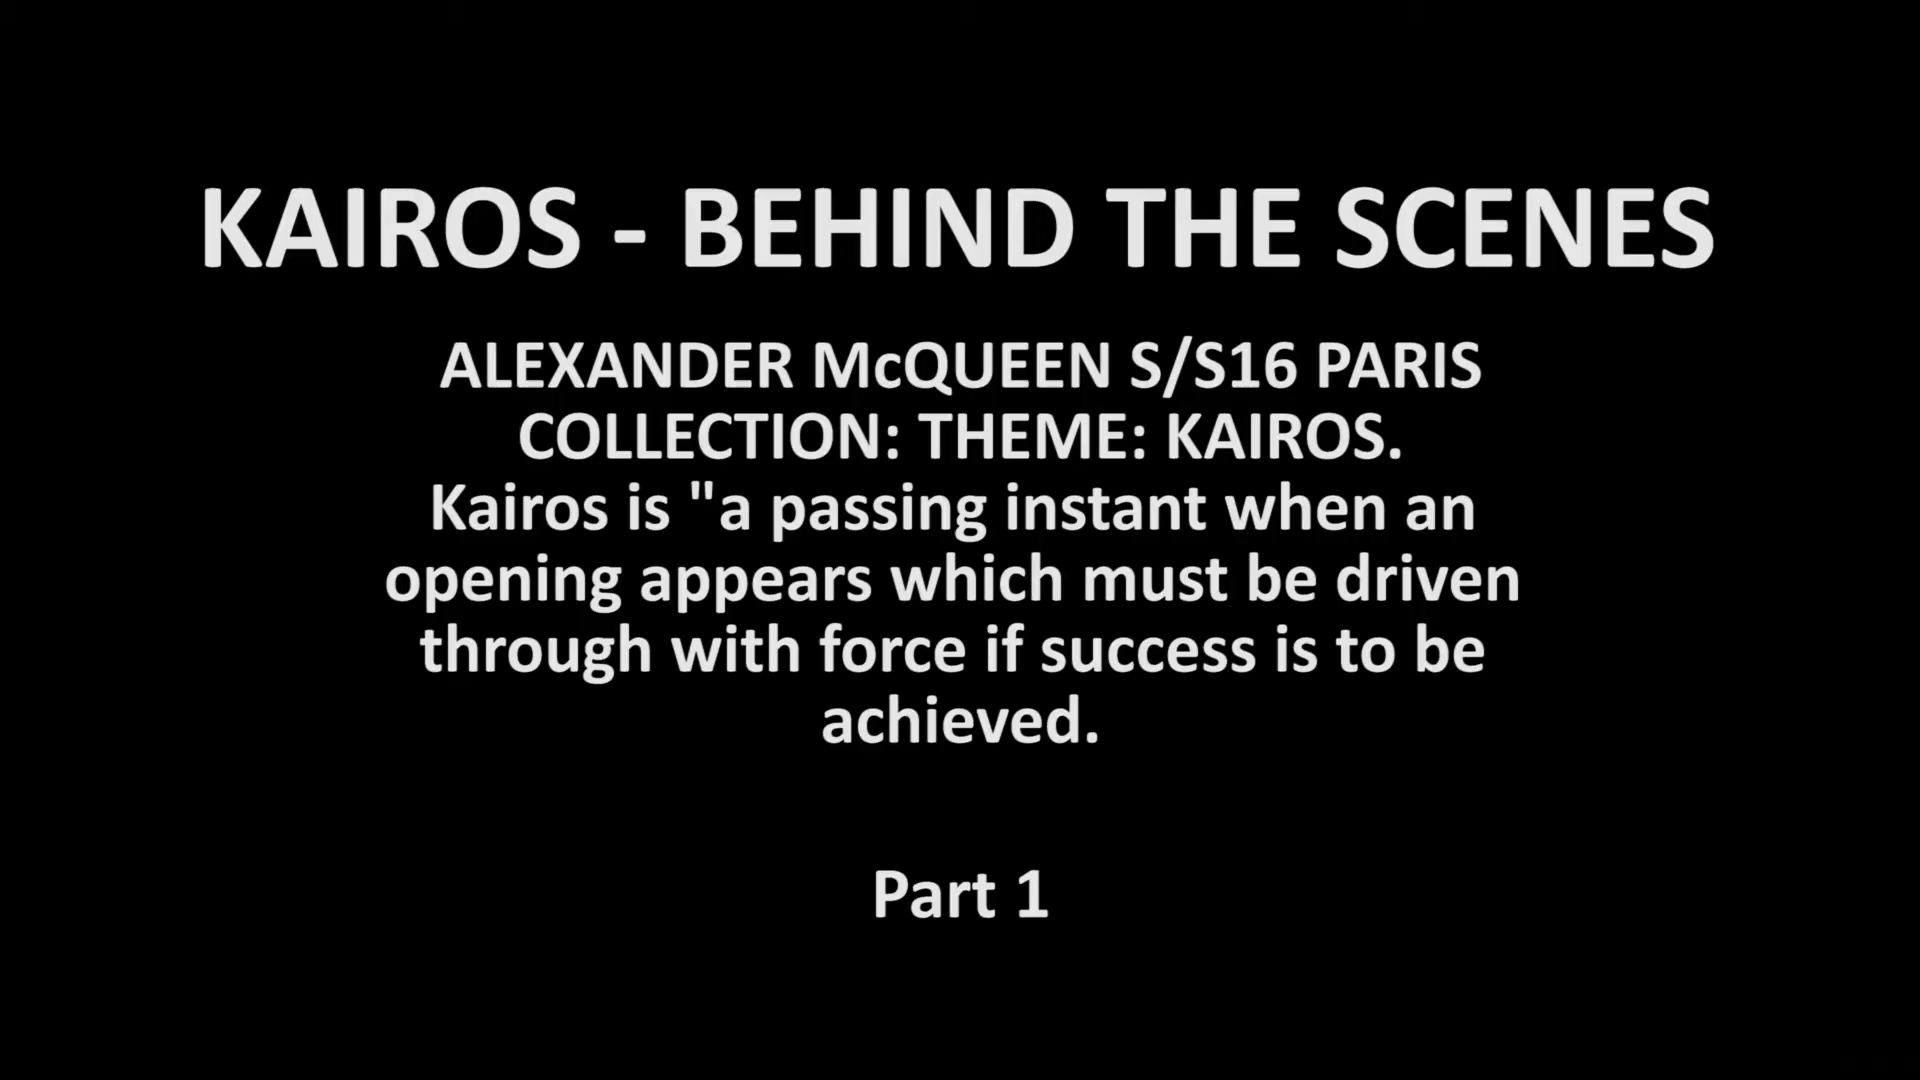 KAIROS - BEHIND THE SCENES
ALEXANDER McQUEEN S/S16 PARIS
COLLECTION: THEME: KAIROS.
Kairos is "a passing instant when an
opening appears which must be driven
through with force if success is to be
achieved.
Part 1